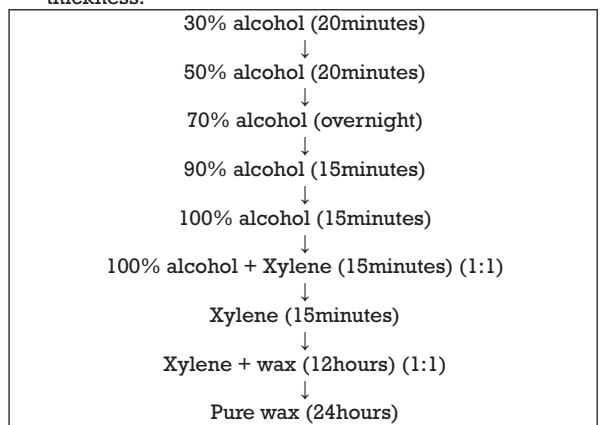 thickness.
30% alcohol (20minutes)
↓
50% alcohol (20minutes)
↓
70% alcohol (overnight)
↓
90% alcohol (15minutes)
↓
100% alcohol (15minutes)
↓
100% alcohol + Xylene (15minutes) (1:1)
↓
Xylene (15minutes)
↓
Xylene + wax (12hours) (1:1)
↓
Pure wax (24hours)